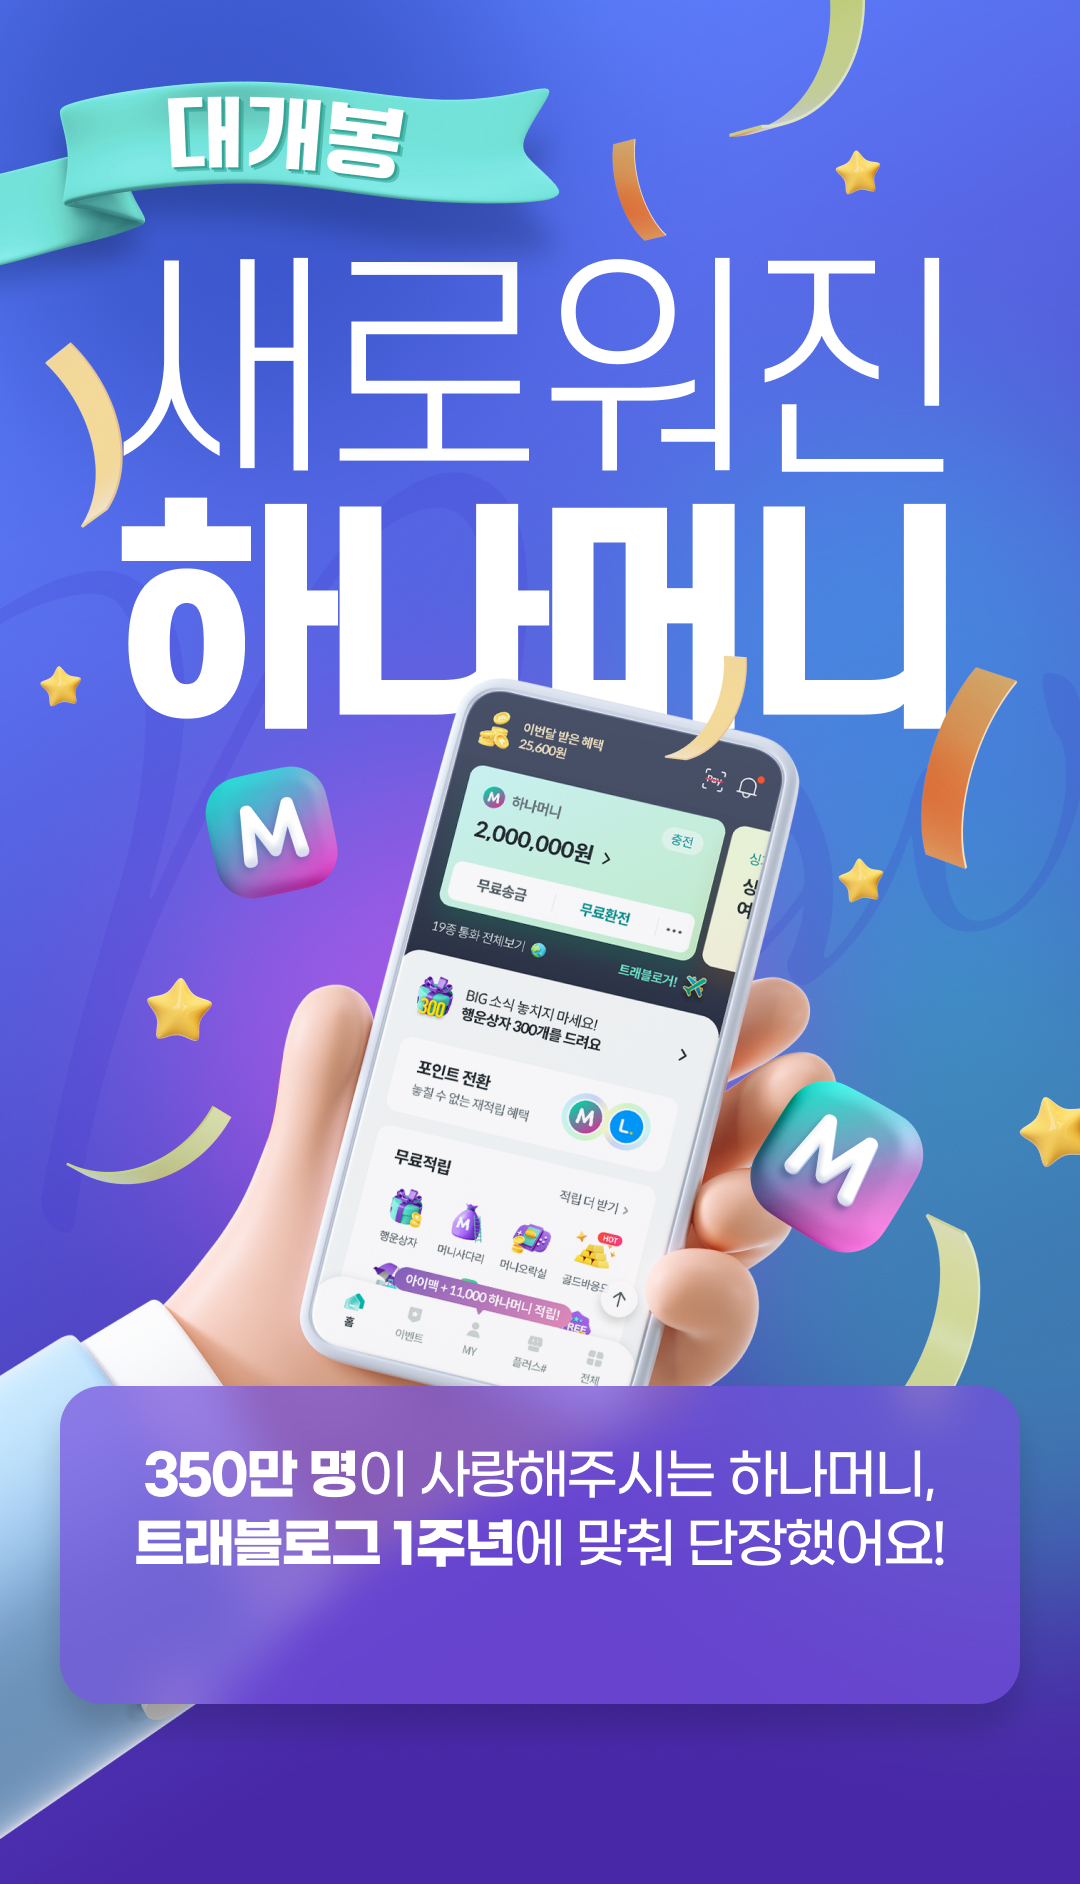 대개봉
새로워진
하나머니
이번달 받은 혜택
25,600원
Pay
M 하나머니
충전
2,000,000원 >
무료송금
무료환전
19종 통화 전체보기
트래블로거!
300
BIG 소식 놓치지 마세요!
행운상자 300개를 드려요
포인트 전환
놓칠 수 없는 재적립 혜택
M L.
무료적립
적립 더 받기 >
HOT
M
행운상자
머니사다리
머니오락실
골드바응모
아이맥 + 11,000 하나머니 적립!
홈
이벤트
MY
플러스#
전체
M
M
350만 명이 사랑해주시는 하나머니,
트래블로그 1주년에 맞춰 단장했어요!